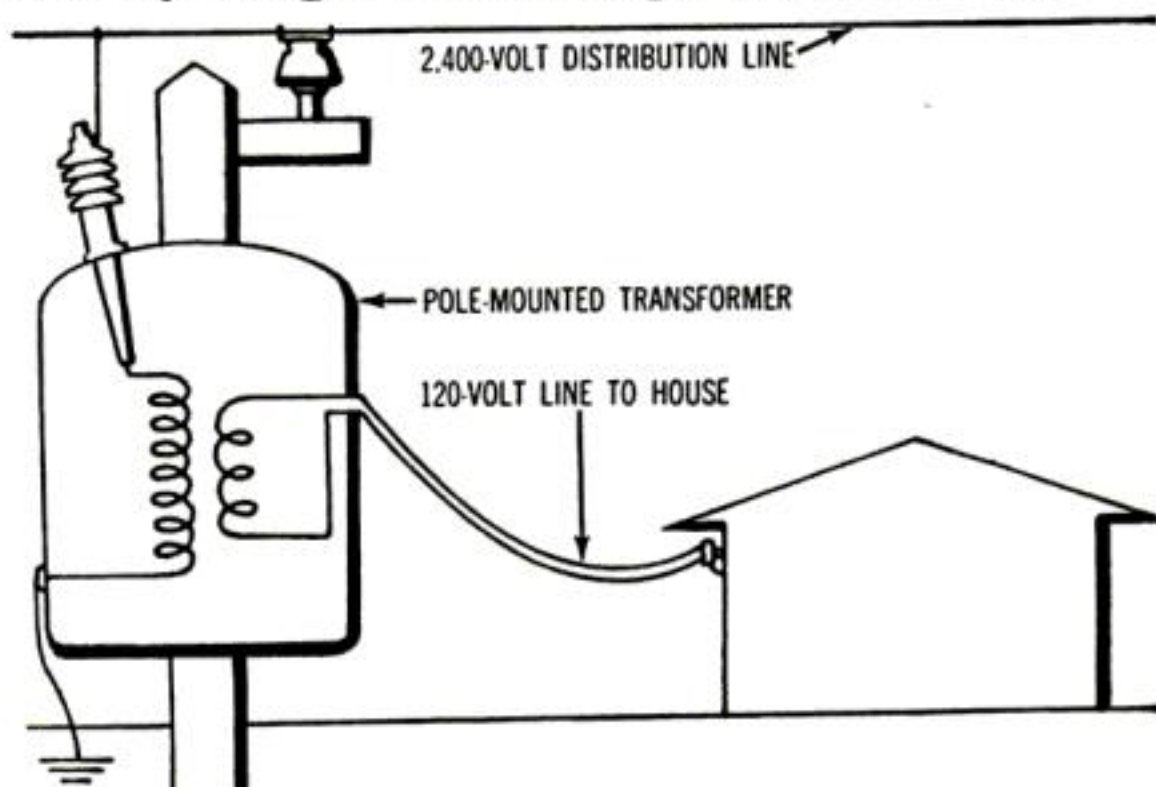 2,400-VOLT DISTRIBUTION LINE
POLE-MOUNTED TRANSFORMER
120-VOLT LINE TO HOUSE